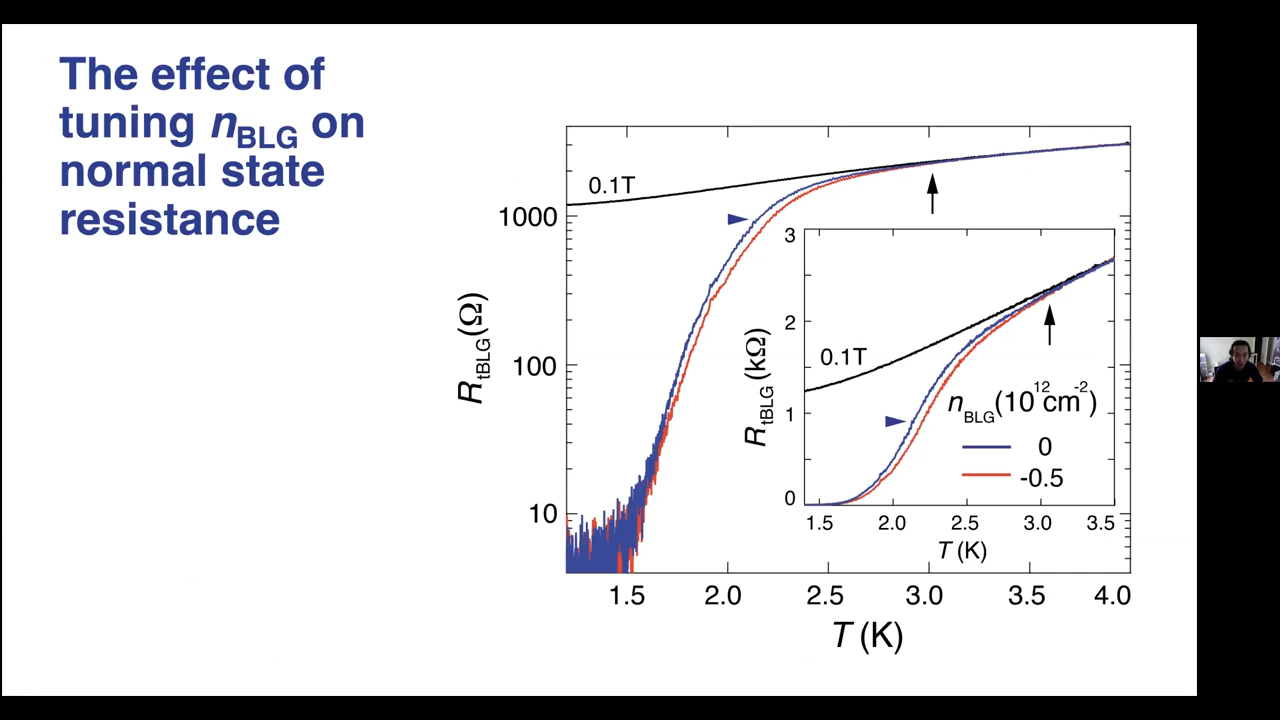 The effect of
tuning nBLG on
normal state
resistance
0.1T
1000
100
10
RtBLG(Ω)
1.5
2.0
2.5
3.0
3.5
4.0
T (K)
3
2
1
0
RtBLG (kΩ)
0.1T
nBLG(10¹²cm⁻²)
0
-0.5
1.5
2.0
2.5
3.0
3.5
T (K)